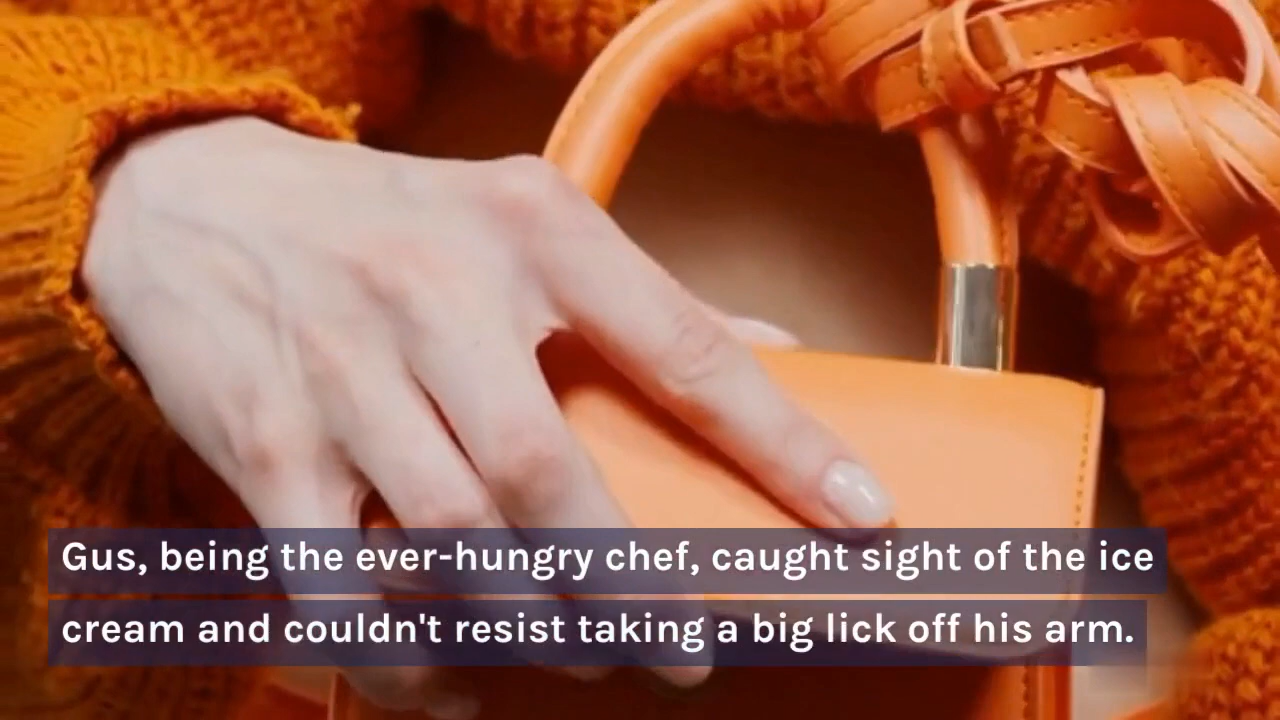 Gus, being the ever-hungry chef, caught sight of the ice
cream and couldn't resist taking a big lick off his arm.